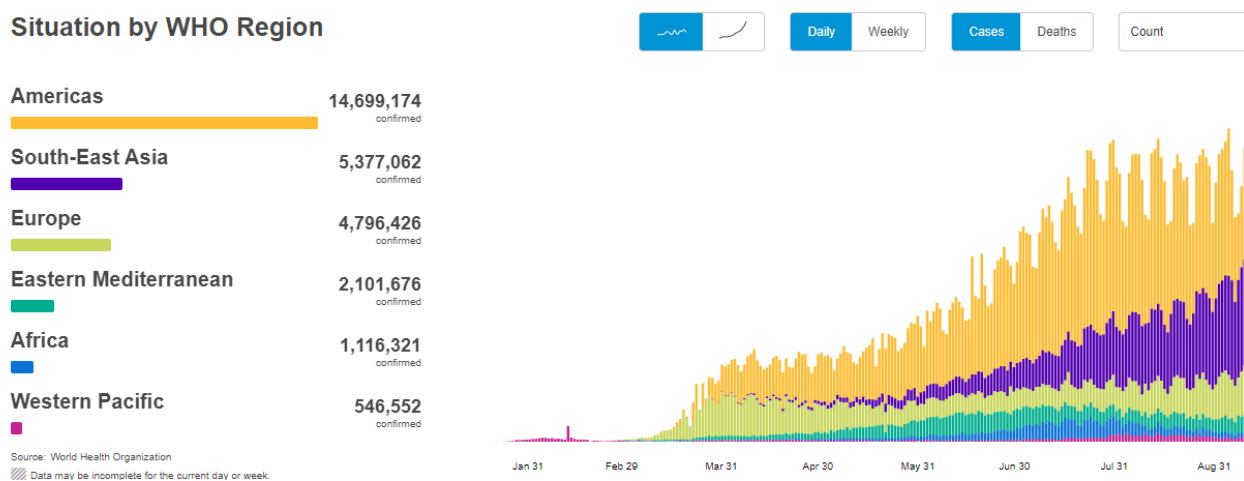 Situation by WHO Region
Daily
Weekly
Cases
Deaths
Count
Americas
14,699,174
confirmed
South-East Asia
5,377,062
confirmed
Europe
4,796,426
confirmed
Eastern Mediterranean
2,101,676
confirmed
Africa
1,116,321
confirmed
Western Pacific
546,552
confirmed
Jan 31 Feb 29 Mar 31 Apr 30 May 31 Jun 30 Jul 31 Aug 31
Source: World Health Organization
Data may be incomplete for the current day or week.